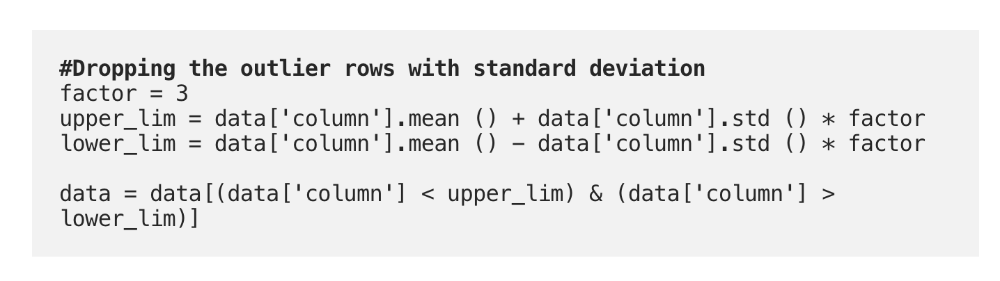 #Dropping the outlier rows with standard deviation
factor = 3
upper_lim = data['column'].mean () + data['column'].std () * factor
lower_lim = data['column'].mean () - data['column'].std () * factor
data = data[(data['column'] < upper_lim) & (data['column'] >
lower_lim)]